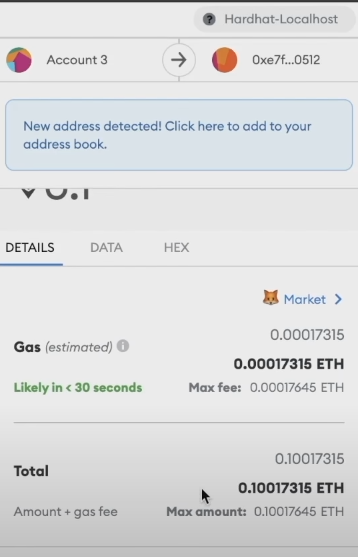 Hardhat-Localhost
Account 3
0xe7f...0512
New address detected! Click here to add to your
address book.
DETAILS
DATA
HEX
Market
0.00017315
Gas (estimated)
0.00017315 ETH
Likely in < 30 seconds
Max fee: 0.00017645 ETH
0.10017315
Total
0.10017315 ETH
Amount + gas fee
Max amount: 0.10017645 ETH